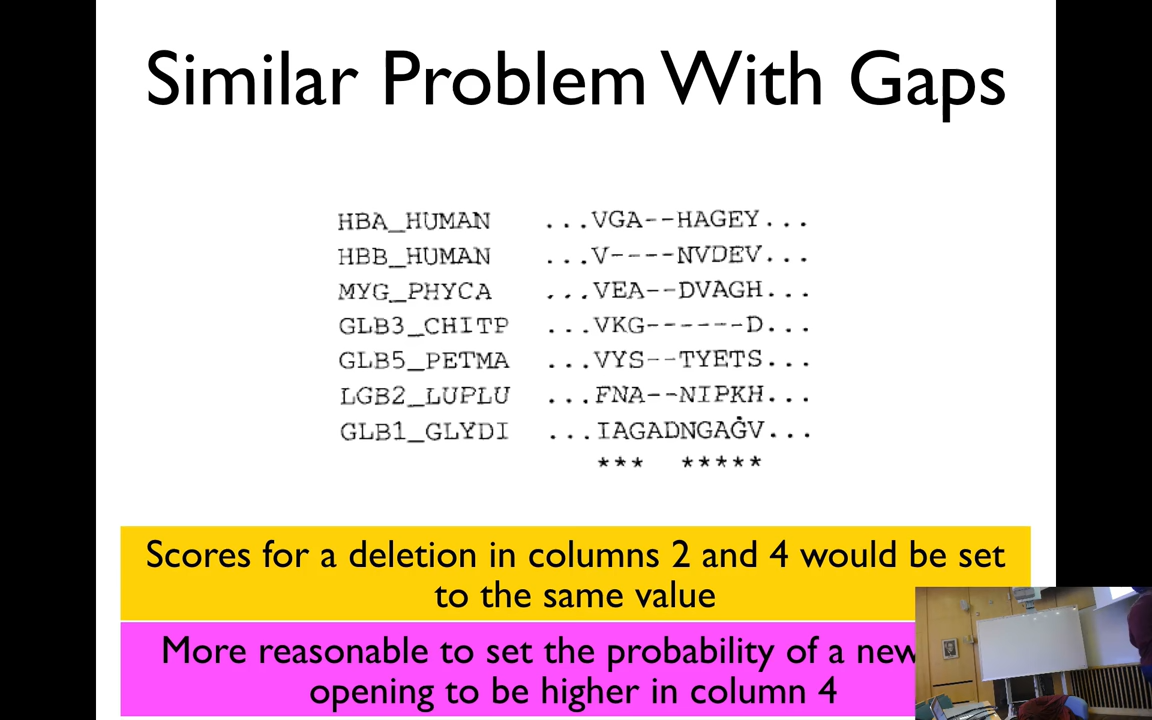 Similar Problem With Gaps
HBA_HUMAN ...VGA--HAGEY...
HBB_HUMAN ...V----NVDEV...
MYG_PHYCA ...VEA--DVAGH...
GLB3_CHITP ...VKG------D...
GLB5_PETMA ...VYS--TYETS...
LGB2_LUPLU ...FNA--NIPKH...
GLB1_GLYDI ...IAGADNGAGV...
*** *****
Scores for a deletion in columns 2 and 4 would be set
to the same value
More reasonable to set the probability of a new
opening to be higher in column 4